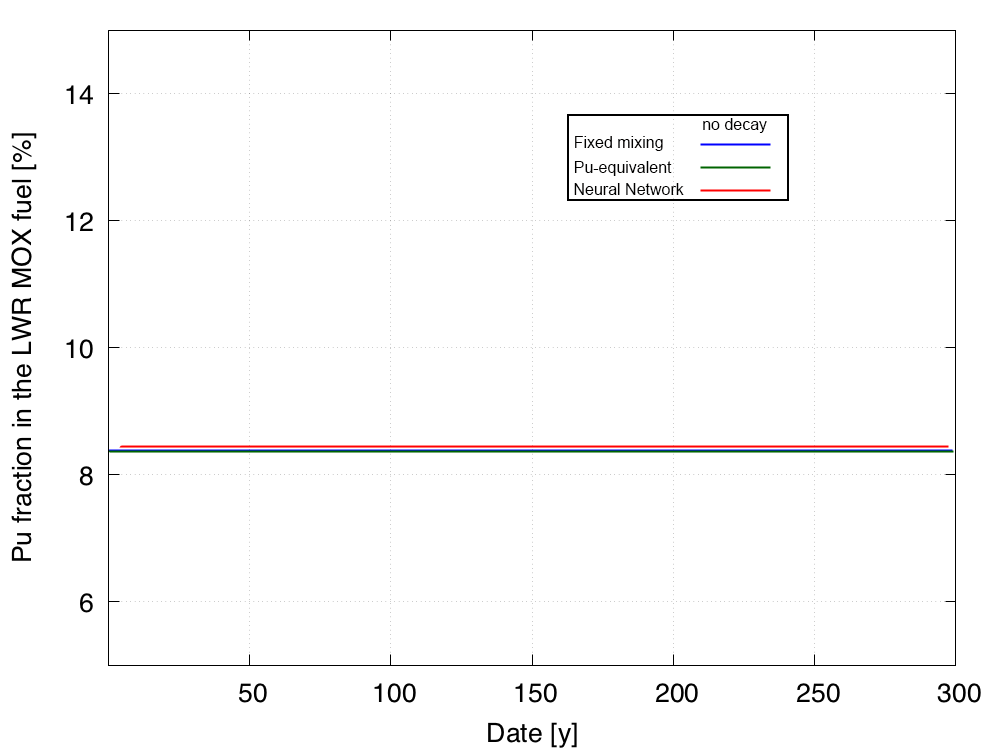 Pu fraction in the LWR MOX fuel [%]
14
12
10
8
6
no decay
Fixed mixing
Pu-equivalent
Neural Network
50 100 150 200 250 300
Date [y]